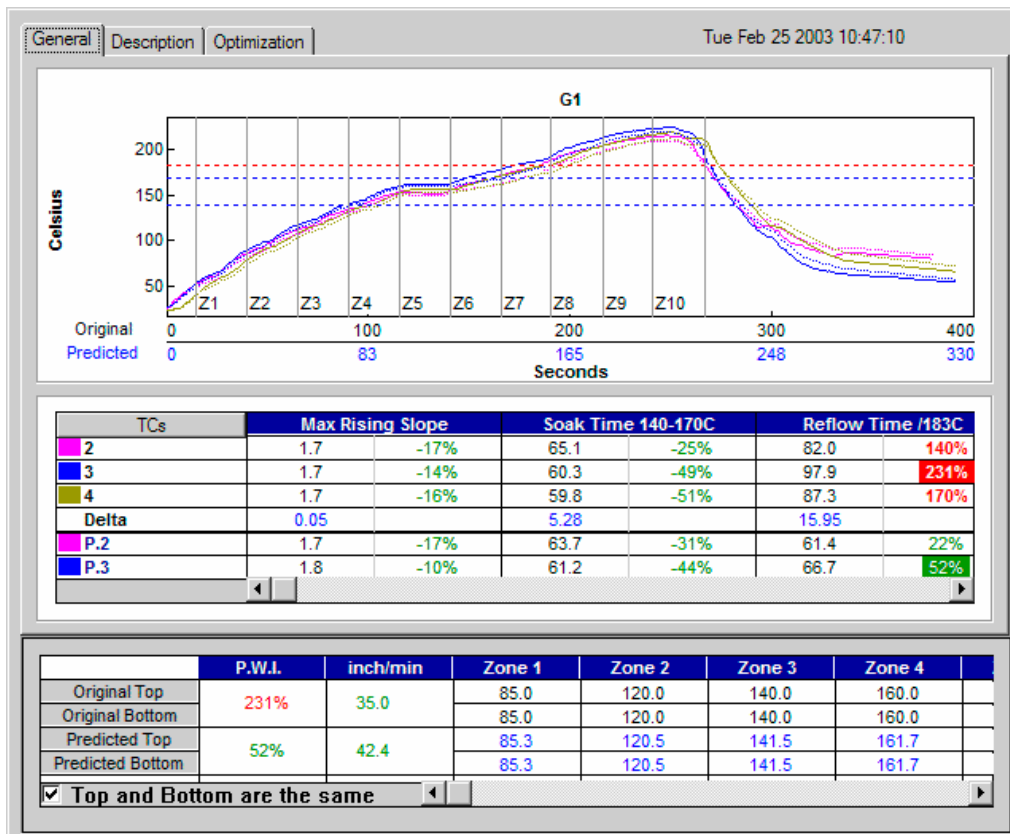 General Description Optimization Tue Feb 25 2003 10:47:10
G1
200
150
100
50
Celsius
Z1 Z2 Z3 Z4 Z5 Z6 Z7 Z8 Z9 Z10
Original 0 100 200 300 400
Predicted 0 83 165 248 330
Seconds
TCs Max Rising Slope Soak Time 140-170C Reflow Time /183C
2 1.7 -17% 65.1 -25% 82.0 140%
3 1.7 -14% 60.3 -49% 97.9 231%
4 1.7 -16% 59.8 -51% 87.3 170%
Delta 0.05 5.28 15.95
P.2 1.7 -17% 63.7 -31% 61.4 22%
P.3 1.8 -10% 61.2 -44% 66.7 52%
P.W.I. inch/min Zone 1 Zone 2 Zone 3 Zone 4
Original Top 231% 35.0 85.0 120.0 140.0 160.0
Original Bottom 85.0 120.0 140.0 160.0
Predicted Top 52% 42.4 85.3 120.5 141.5 161.7
Predicted Bottom 85.3 120.5 141.5 161.7
Top and Bottom are the same